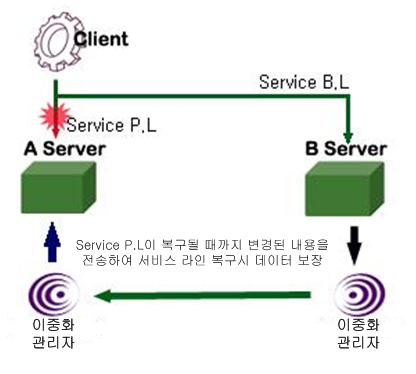 Client
Service B.L
Service P.L
A Server
B Server
Service P.L이 복구될 때까지 변경된 내용을
전송하여 서비스 라인 복구시 데이터 보장
이중화
관리자
이중화
관리자